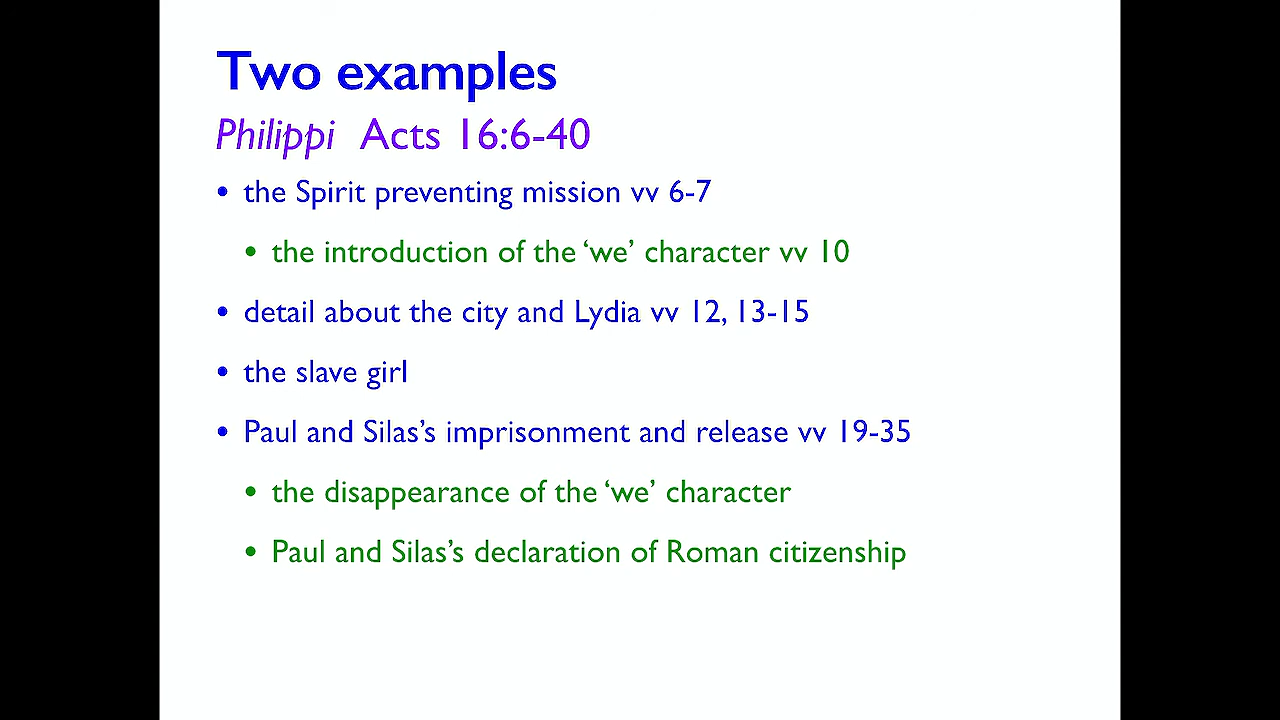 Two examples
Philippi Acts 16:6-40
• the Spirit preventing mission vv 6-7
• the introduction of the ‘we’ character vv 10
• detail about the city and Lydia vv 12, 13-15
• the slave girl
• Paul and Silas’s imprisonment and release vv 19-35
• the disappearance of the ‘we’ character
• Paul and Silas’s declaration of Roman citizenship